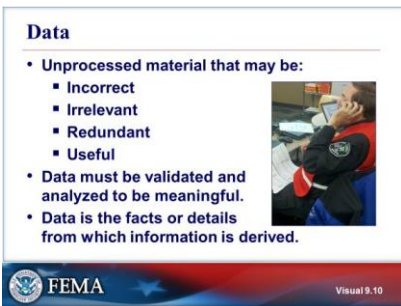 Data
• Unprocessed material that may be:
▪ Incorrect
▪ Irrelevant
▪ Redundant
▪ Useful
• Data must be validated and
analyzed to be meaningful.
• Data is the facts or details
from which information is derived.
FEMA
Visual 9.10